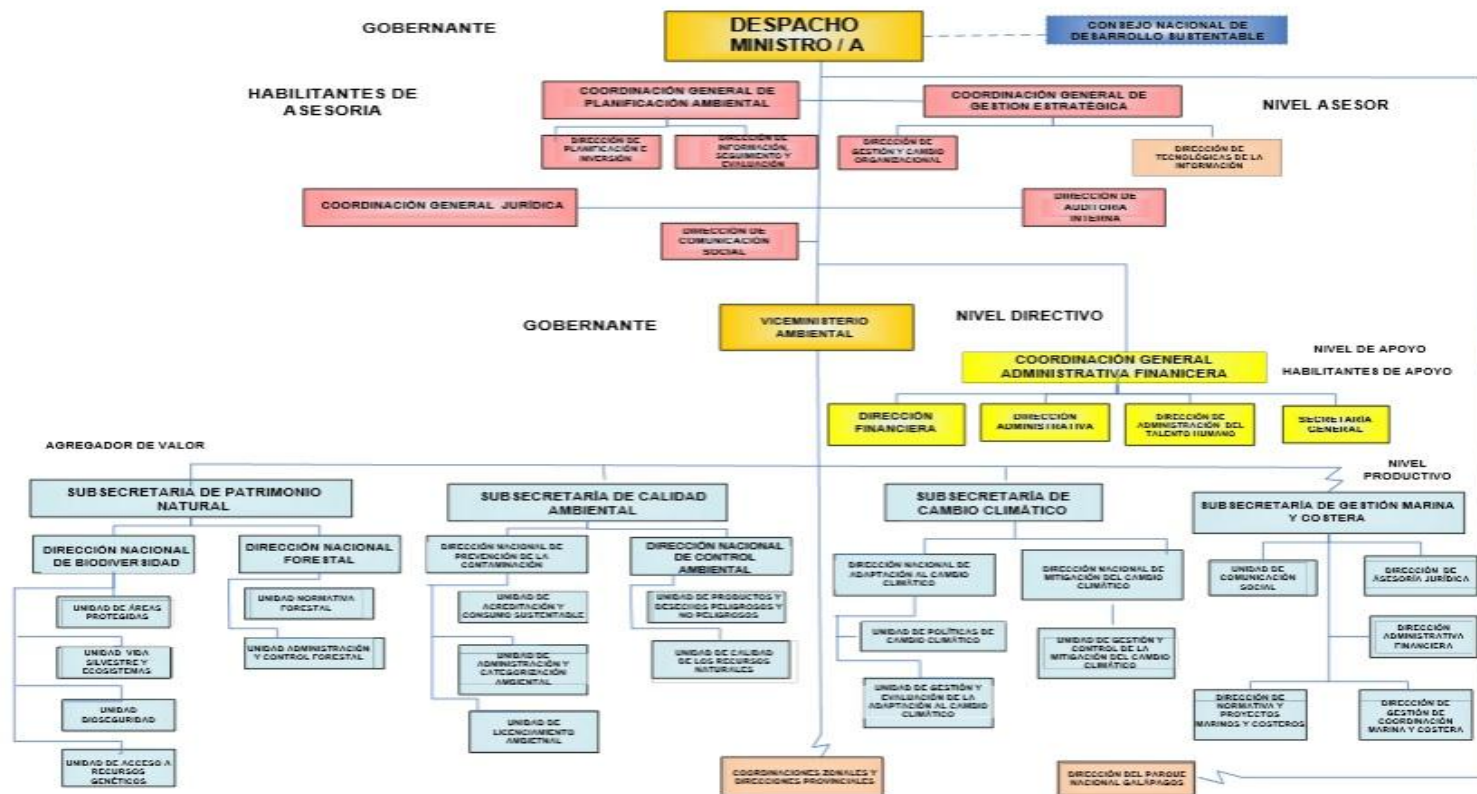 GOBERNANTE
DESPACHO
MINISTRO / A
CONSEJO NACIONAL DE
DESARROLLO SUSTENTABLE
HABILITANTES DE
ASESORIA
COORDINACIÓN GENERAL DE
PLANIFICACIÓN AMBIENTAL
COORDINACIÓN GENERAL DE
GESTION ESTRATÉGICA
NIVEL ASESOR
DIRECCIÓN DE
PLANIFICACIÓN E
INVERSIÓN
DIRECCIÓN DE
INFORMACIÓN,
SEGUIMIENTO Y
EVALUACIÓN
DIRECCIÓN DE
GESTIÓN Y CAMBIO
ORGANIZACIONAL
DIRECCIÓN DE
TECNOLÓGICAS DE LA
INFORMACIÓN
COORDINACIÓN GENERAL JURÍDICA
DIRECCIÓN DE
AUDITORIA
INTERNA
DIRECCIÓN DE
COMUNICACIÓN
SOCIAL
GOBERNANTE
VICEMINISTERIO
AMBIENTAL
NIVEL DIRECTIVO
COORDINACIÓN GENERAL
ADMINISTRATIVA FINANICERA
NIVEL DE APOYO
HABILITANTES DE APOYO
DIRECCIÓN
FINANCIERA
DIRECCIÓN
ADMINISTRATIVA
DIRECCIÓN DE
ADMINISTRACIÓN DEL
TALENTO HUMANO
SECRETARÍA
GENERAL
AGREGADOR DE VALOR
NIVEL
PRODUCTIVO
SUBSECRETARIA DE PATRIMONIO
NATURAL
SUBSECRETARÍA DE CALIDAD
AMBIENTAL
SUBSECRETARÍA DE
CAMBIO CLIMÁTICO
SUBSECRETARÍA DE GESTIÓN MARINA
Y COSTERA
DIRECCIÓN NACIONAL
DE BIODIVERSIDAD
DIRECCIÓN NACIONAL
FORESTAL
DIRECCIÓN NACIONAL DE
PREVENCIÓN DE LA
CONTAMINACIÓN
DIRECCIÓN NACIONAL
DE CONTROL
AMBIENTAL
DIRECCIÓN NACIONAL DE
ADAPTACIÓN AL CAMBIO
CLIMÁTICO
DIRECCIÓN NACIONAL DE
MITIGACIÓN DEL CAMBIO
CLIMÁTICO
UNIDAD DE
COMUNICACIÓN
SOCIAL
DIRECCIÓN DE
ASESORÍA JURÍDICA
UNIDAD DE ÁREAS
PROTEGIDAS
UNIDAD NORMATIVA
FORESTAL
UNIDAD DE
ACREDITACIÓN Y
CONSUMO SUSTENTABLE
UNIDAD DE PRODUCTOS Y
DESECHOS PELIGROSOS Y
NO PELIGROSOS
UNIDAD DE POLÍTICAS DE
CAMBIO CLIMÁTICO
UNIDAD DE GESTIÓN Y
CONTROL DE LA
MITIGACIÓN DEL CAMBIO
CLIMÁTICO
DIRECCIÓN
ADMINISTRATIVA
FINANCIERA
UNIDAD VIDA
SILVESTRE Y
ECOSISTEMAS
UNIDAD ADMINISTRACIÓN
Y CONTROL FORESTAL
UNIDAD DE
ADMINISTRACIÓN Y
CATEGORIZACIÓN
AMBIENTAL
UNIDAD DE CALIDAD
DE LOS RECURSOS
NATURALES
UNIDAD DE GESTIÓN Y
EVALUACIÓN DE LA
ADAPTACIÓN AL CAMBIO
CLIMÁTICO
DIRECCIÓN DE
NORMATIVA Y
PROYECTOS
MARINOS Y COSTEROS
DIRECCIÓN DE
GESTIÓN DE
COORDINACIÓN
MARINA Y COSTERA
UNIDAD
BIOSEGURIDAD
UNIDAD DE
LICENCIAMIENTO
AMBIETNAL
UNIDAD DE ACCESO A
RECURSOS
GENÉTICOS
COORDINACIONES ZONALES Y
DIRECCIONES PROVINCIALES
DIRECCIÓN DEL PARQUE
NACIONAL GALÁPAGOS